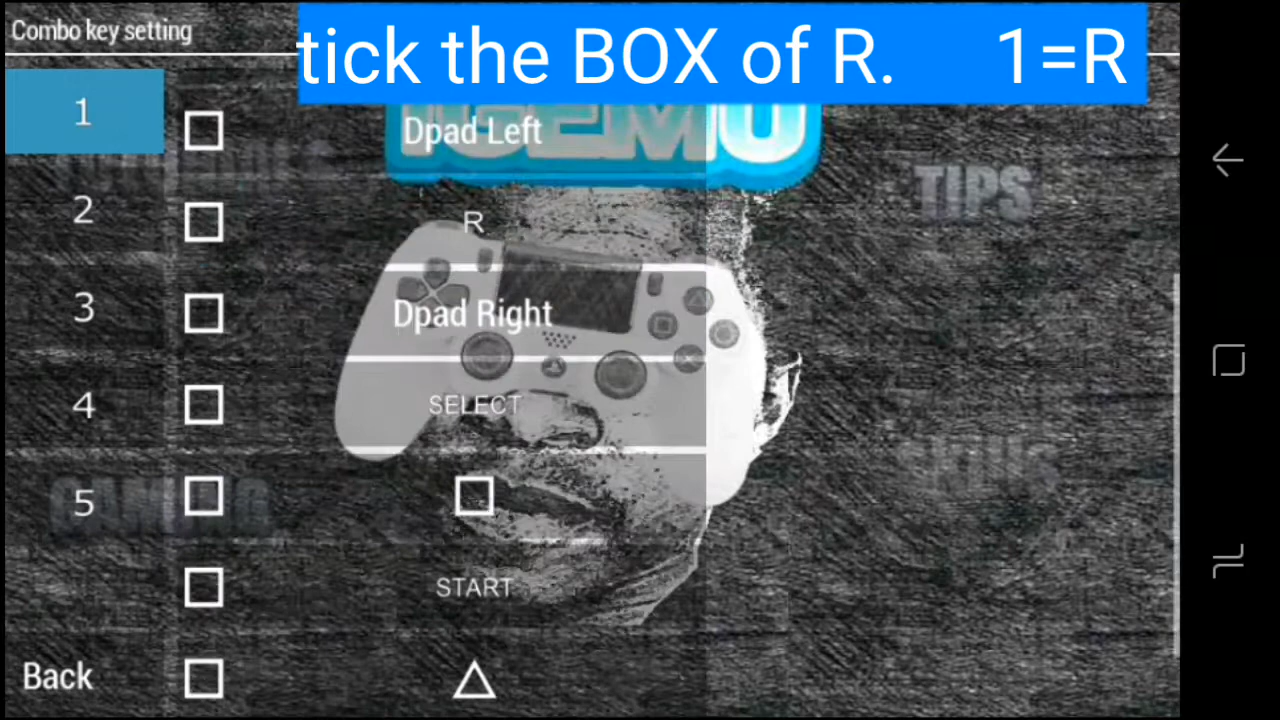 Combo key setting
tick the BOX of R. 1=R
1
Dpad Left
TIPS
2
R
3
Dpad Right
4
SELECT
5
START
Back